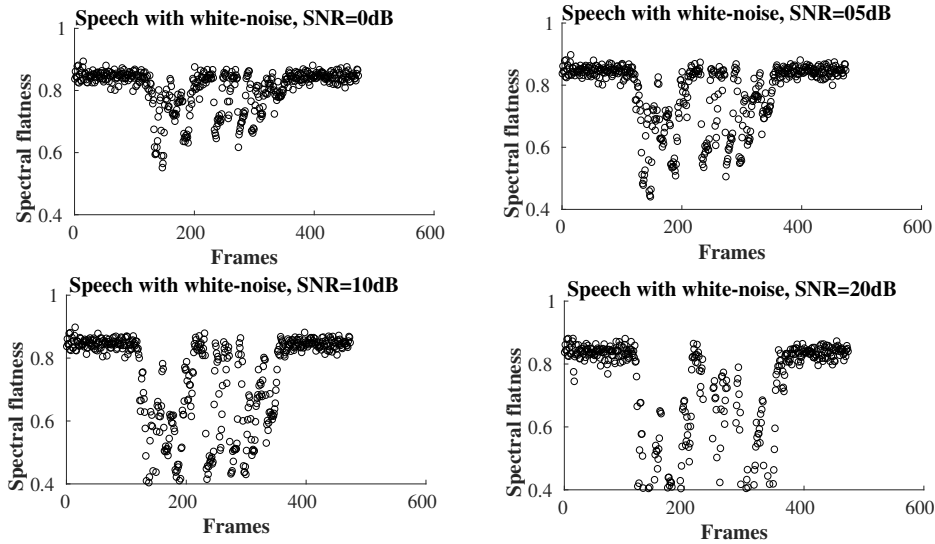 Speech with white-noise, SNR=0dB
1
0.8
0.6
0.4
Spectral flatness
0
200
400
600
Frames
Speech with white-noise, SNR=05dB
1
0.8
0.6
0.4
Spectral flatness
0
200
400
600
Frames
Speech with white-noise, SNR=10dB
1
0.8
0.6
0.4
Spectral flatness
0
200
400
600
Frames
Speech with white-noise, SNR=20dB
1
0.8
0.6
0.4
Spectral flatness
0
200
400
600
Frames